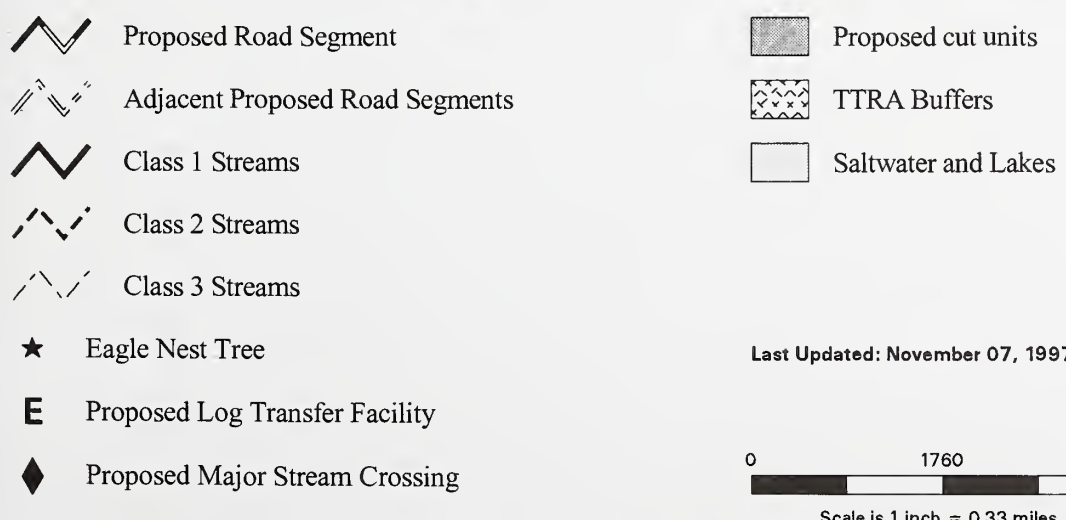 Proposed Road Segment
Adjacent Proposed Road Segments
Class 1 Streams
Class 2 Streams
Class 3 Streams
Eagle Nest Tree
E Proposed Log Transfer Facility
Proposed Major Stream Crossing
Proposed cut units
TTRA Buffers
Saltwater and Lakes
Last Updated: November 07, 1997
0 1760
Scale is 1 inch = 0.33 miles